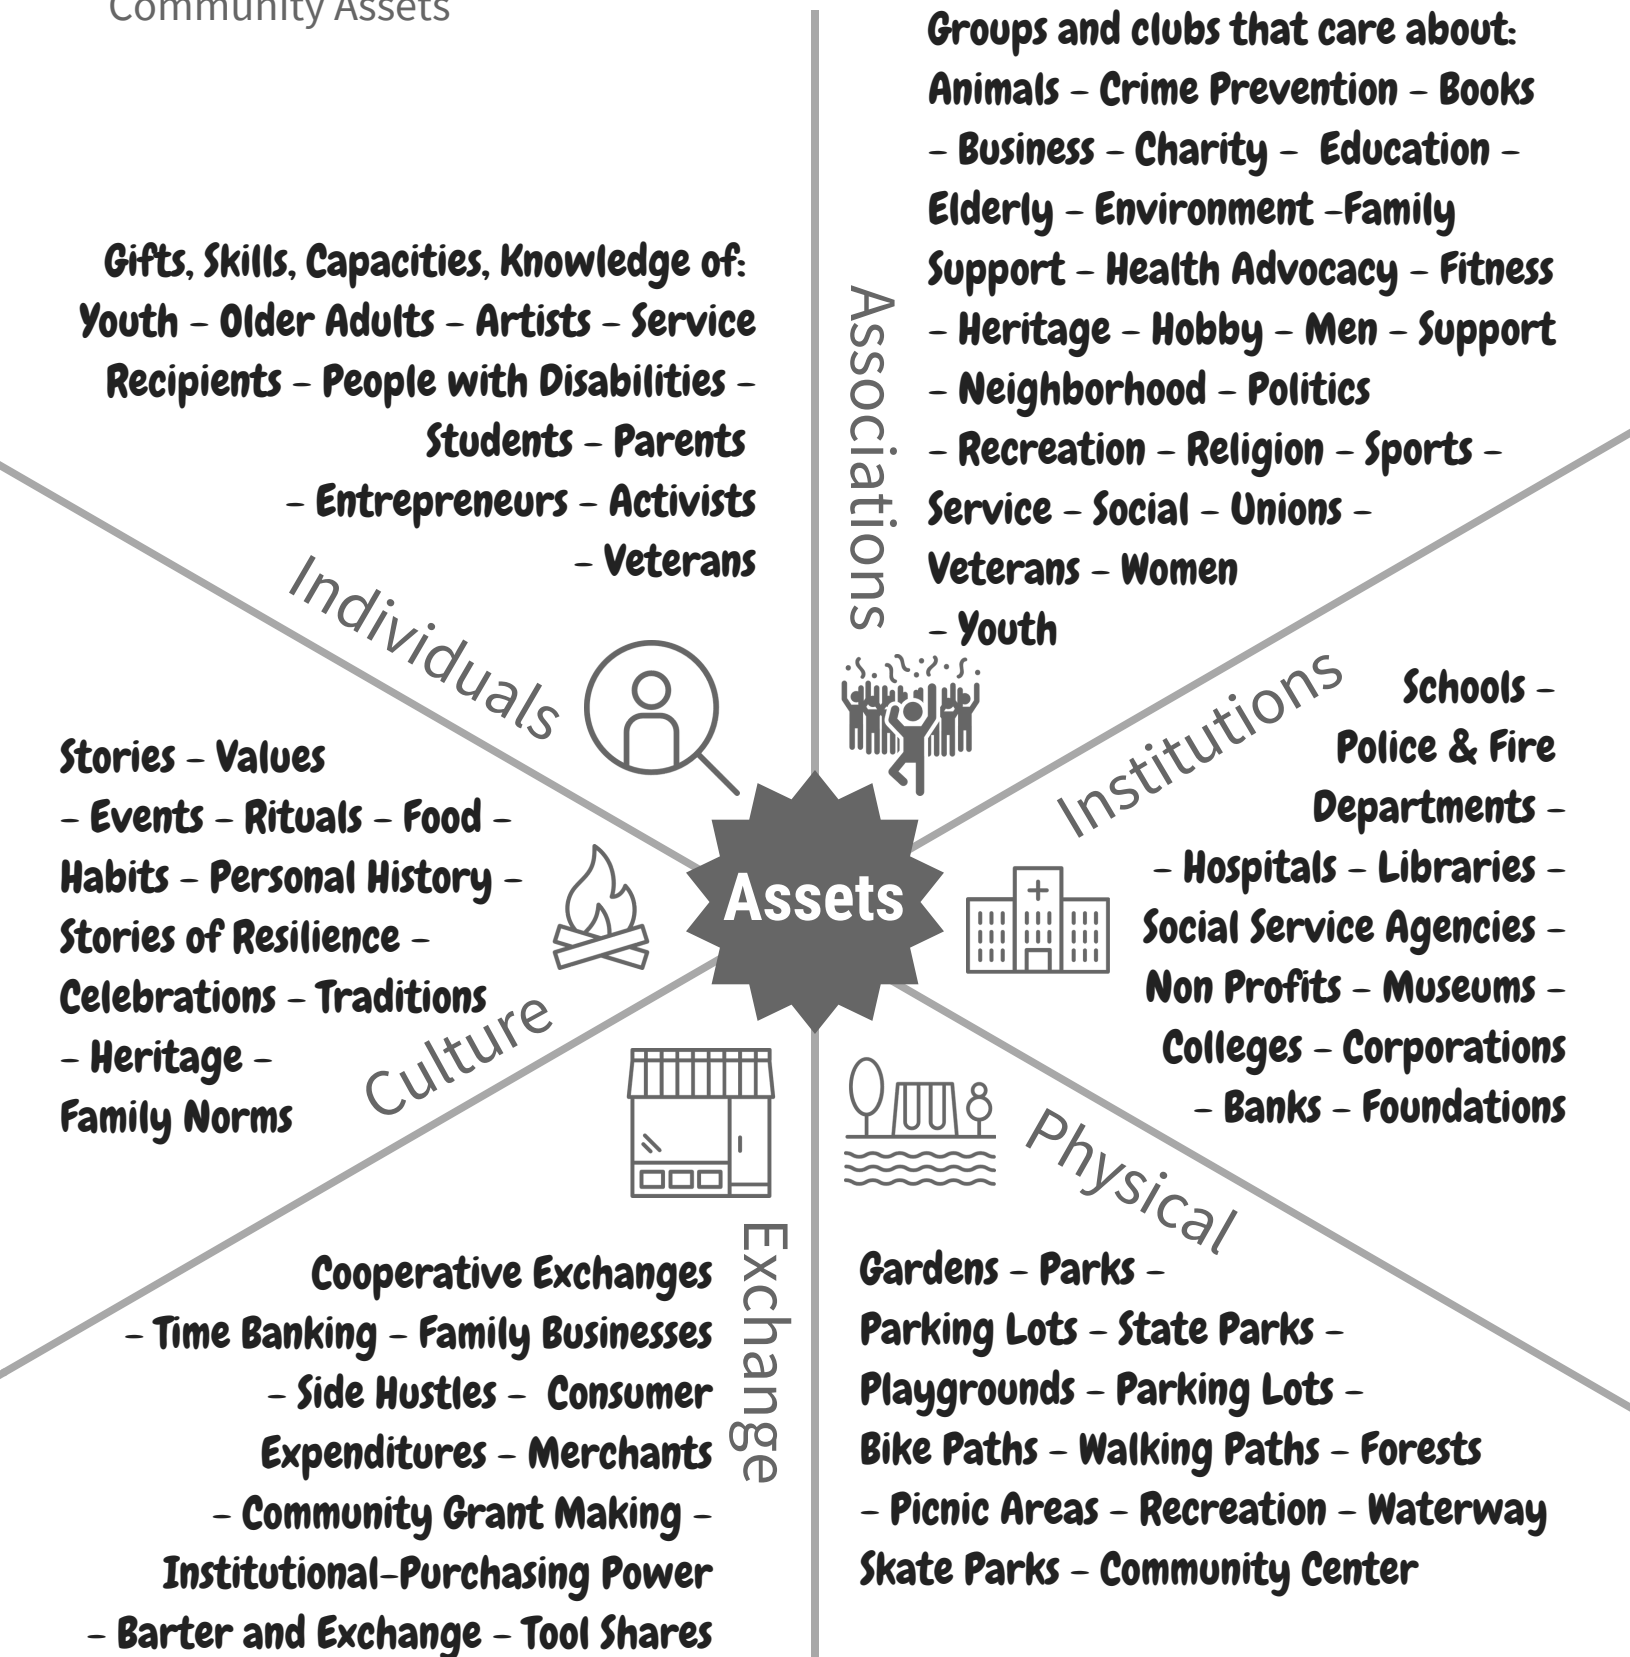 Community Assets
Groups and clubs that care about:
Animals - Crime Prevention - Books
- Business - Charity -  Education -
Elderly - Environment -Family
Support - Health Advocacy - Fitness
- Heritage - Hobby - Men - Support
- Neighborhood - Politics
- Recreation - Religion - Sports -
Service - Social - Unions -
Veterans - Women
- Youth
Associations
Gifts, Skills, Capacities, Knowledge of:
Youth - Older Adults - Artists - Service
Recipients - People with Disabilities -
Students - Parents
- Entrepreneurs - Activists
- Veterans
Individuals
Institutions
Schools -
Police & Fire
Departments -
- Hospitals - Libraries -
Social Service Agencies -
Non Profits - Museums -
Colleges - Corporations
- Banks - Foundations
Stories - Values
- Events - Rituals - Food -
Habits - Personal History -
Stories of Resilience -
Celebrations - Traditions
- Heritage -
Family Norms
Culture
Assets
Physical
Gardens - Parks -
Parking Lots - State Parks -
Playgrounds - Parking Lots -
Bike Paths - Walking Paths - Forests
- Picnic Areas - Recreation - Waterway
Skate Parks - Community Center
Exchange
Cooperative Exchanges
- Time Banking - Family Businesses
- Side Hustles -  Consumer
Expenditures - Merchants
- Community Grant Making -
Institutional-Purchasing Power
- Barter and Exchange - Tool Shares